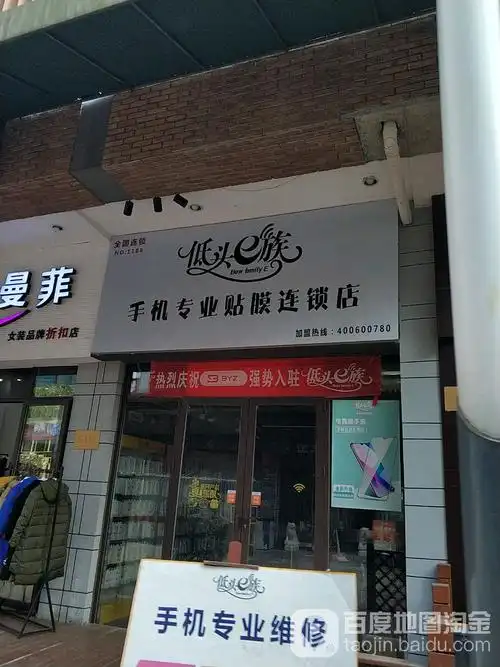 全国连锁
NO:1186
低头e族
Bow family E
手机专业贴膜连锁店
加盟热线：400600780
曼菲
女装品牌折扣店
热烈庆祝 BYZ 强势入驻 低头e族
低头e族
手机专业维修
百度地图淘金
taojin.baidu.com